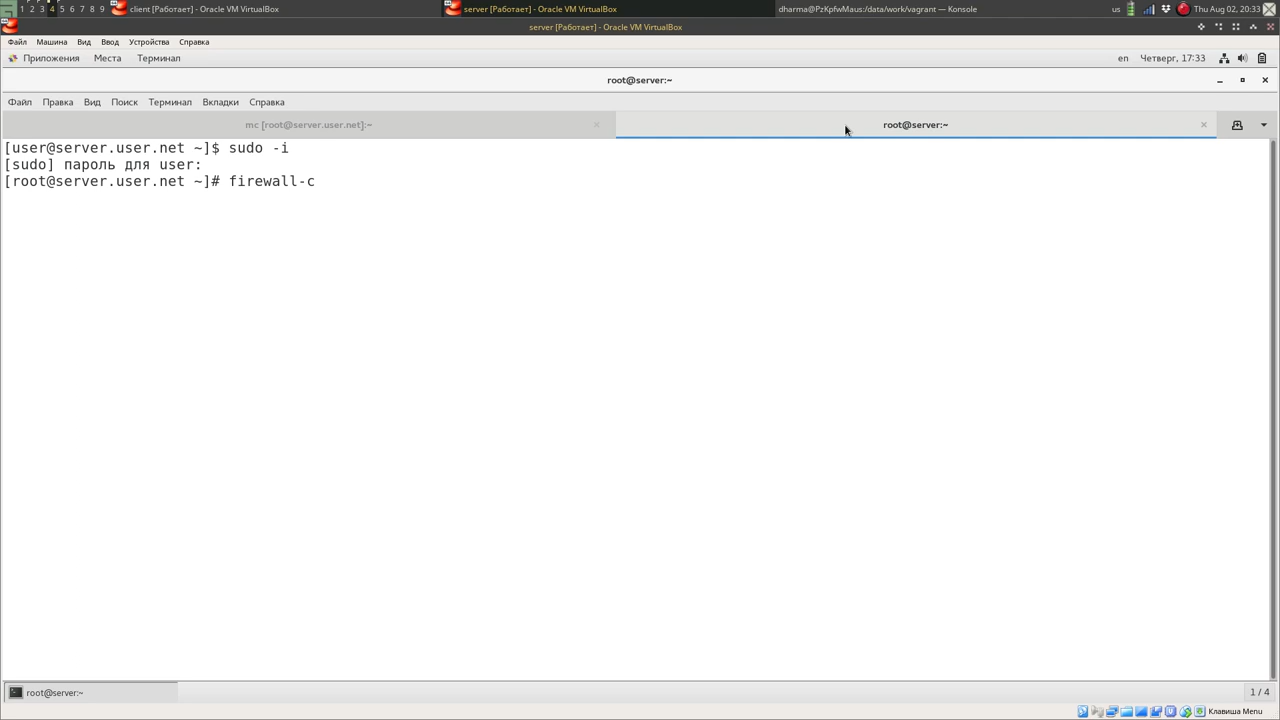 1 2 3 4 5 6 7 8 9 client [Работает] - Oracle VM VirtualBox server [Работает] - Oracle VM VirtualBox dharma@PzKpfwMaus:/data/work/vagrant — Konsole us Thu Aug 02, 20:33
server [Работает] - Oracle VM VirtualBox
Файл Машина Вид Ввод Устройства Справка
Приложения Места Терминал en Четверг, 17:33
root@server:~
Файл Правка Вид Поиск Терминал Вкладки Справка
mc [root@server.user.net]:~ root@server:~
[user@server.user.net ~]$ sudo -i
[sudo] пароль для user:
[root@server.user.net ~]# firewall-c
root@server:~ 1 / 4
Клавиша Menu